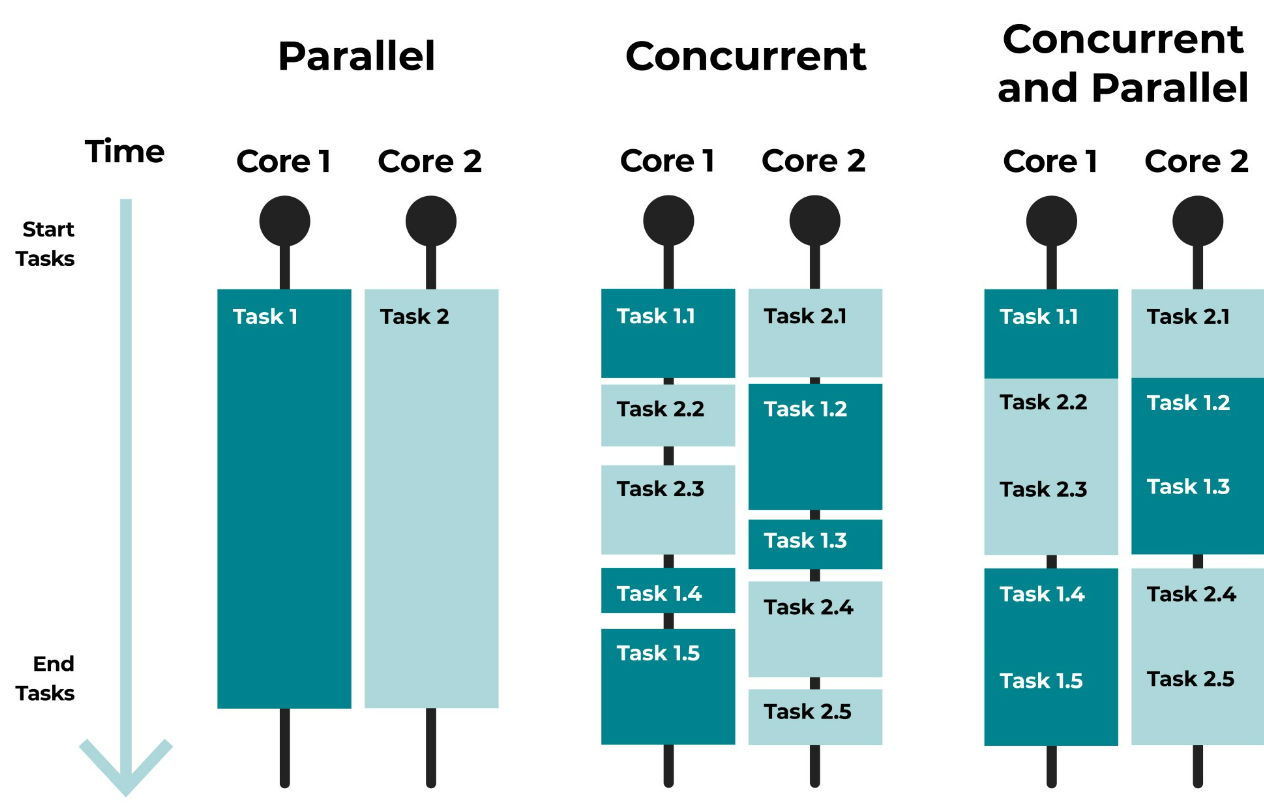 Parallel
Concurrent
Concurrent
and Parallel
Time
Core 1
Core 2
Core 1
Core 2
Core 1
Core 2
Start
Tasks
End
Tasks
Task 1
Task 2
Task 1.1
Task 2.2
Task 2.3
Task 1.4
Task 1.5
Task 2.1
Task 1.2
Task 1.3
Task 2.4
Task 2.5
Task 1.1
Task 2.2
Task 2.3
Task 1.4
Task 1.5
Task 2.1
Task 1.2
Task 1.3
Task 2.4
Task 2.5